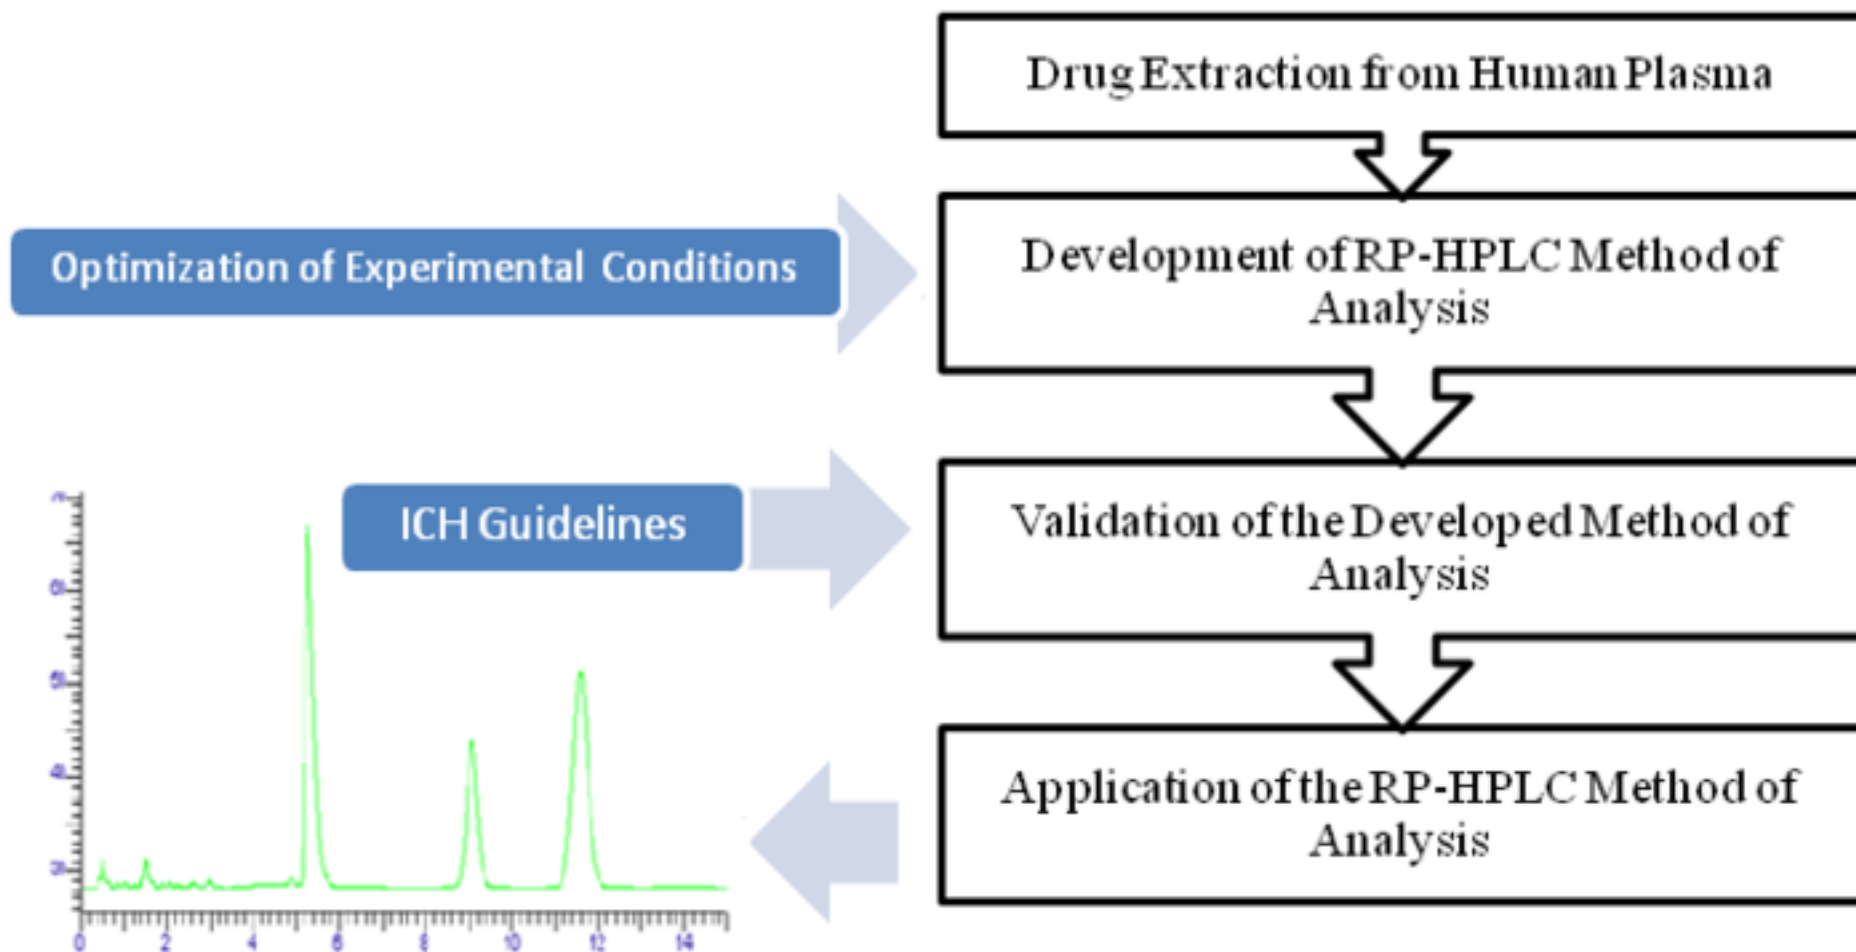 Drug Extraction from Human Plasma
Optimization of Experimental Conditions
Development of RP-HPLC Method of
Analysis
ICH Guidelines
Validation of the Developed Method of
Analysis
Application of the RP-HPLC Method of
Analysis
0 2 4 6 8 10 12 14